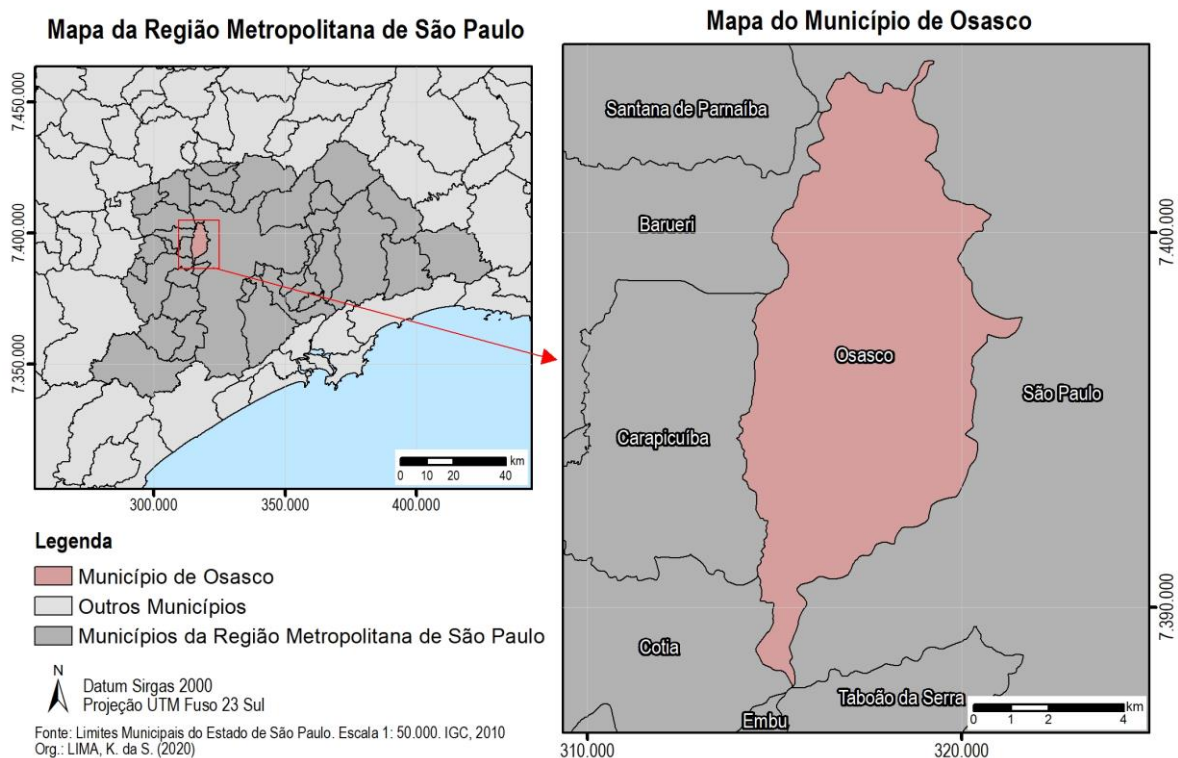 Mapa da Região Metropolitana de São Paulo
7.450.000
7.400.000
7.350.000
300.000
350.000
400.000
km
0 10 20 40
Legenda
Município de Osasco
Outros Municípios
Municípios da Região Metropolitana de São Paulo
N
Datum Sirgas 2000
Projeção UTM Fuso 23 Sul
Fonte: Limites Municipais do Estado de São Paulo. Escala 1: 50.000. IGC, 2010
Org.: LIMA, K. da S. (2020)
Mapa do Município de Osasco
Santana de Parnaíba
Barueri
7.400.000
Osasco
São Paulo
Carapicuíba
7.390.000
Cotia
Taboão da Serra
Embu
km
0 1 2 4
310.000
320.000